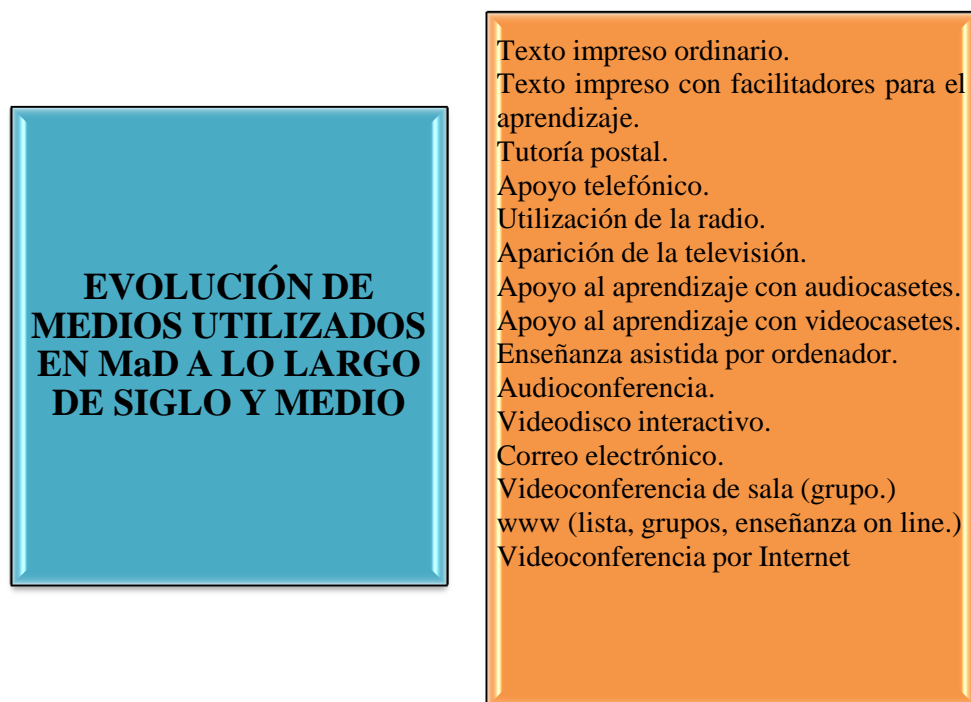 EVOLUCIÓN DE
MEDIOS UTILIZADOS
EN MaD A LO LARGO
DE SIGLO Y MEDIO
Texto impreso ordinario.
Texto impreso con facilitadores para el
aprendizaje.
Tutoría postal.
Apoyo telefónico.
Utilización de la radio.
Aparición de la televisión.
Apoyo al aprendizaje con audiocasetes.
Apoyo al aprendizaje con videocasetes.
Enseñanza asistida por ordenador.
Audioconferencia.
Videodisco interactivo.
Correo electrónico.
Videoconferencia de sala (grupo.)
www (lista, grupos, enseñanza on line.)
Videoconferencia por Internet